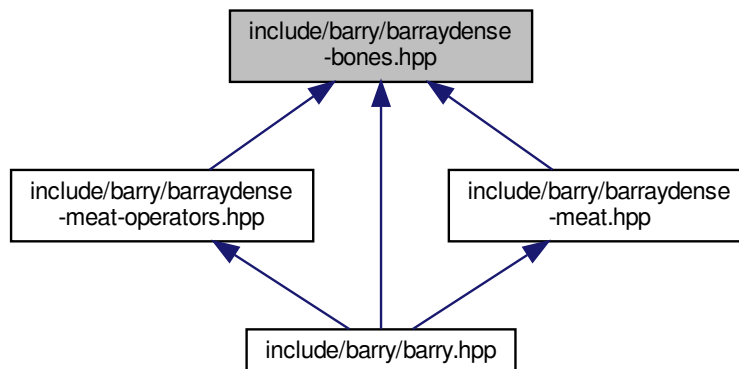 include/barry/barraydense
-bones.hpp
include/barry/barraydense
-meat-operators.hpp
include/barry/barraydense
-meat.hpp
include/barry/barry.hpp